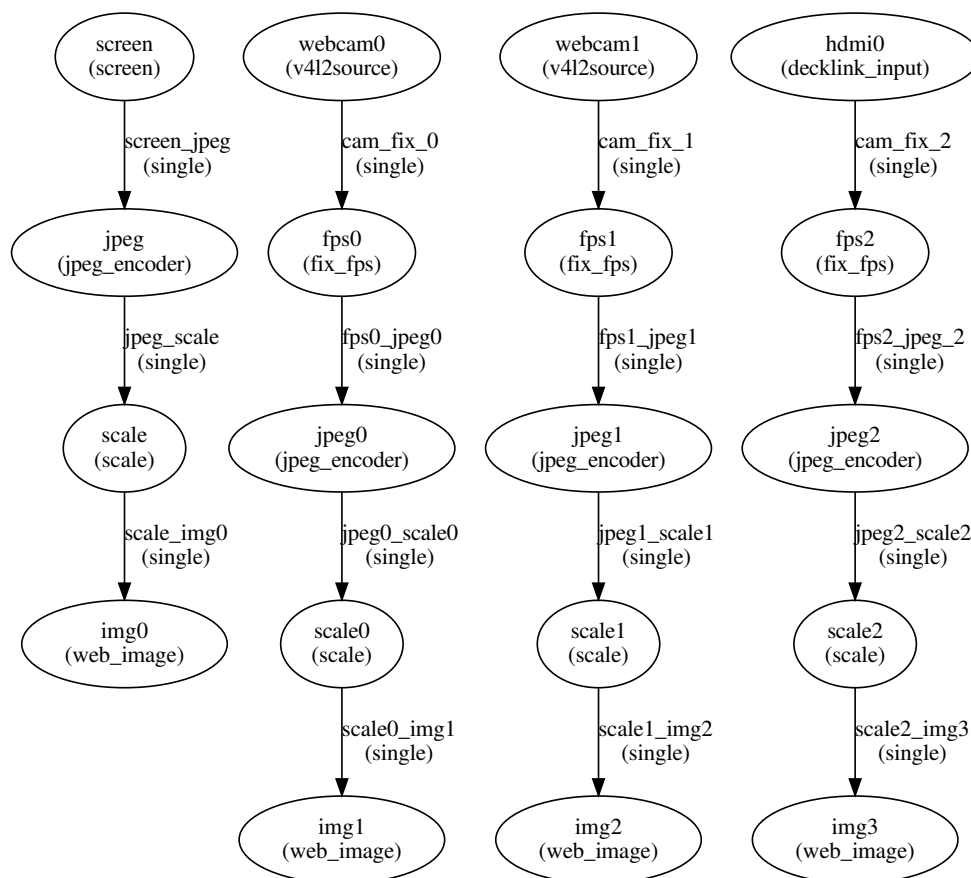 screen
(screen)
webcam0
(v4l2source)
webcam1
(v4l2source)
hdmi0
(decklink_input)
screen_jpeg
(single)
cam_fix_0
(single)
cam_fix_1
(single)
cam_fix_2
(single)
jpeg
(jpeg_encoder)
fps0
(fix_fps)
fps1
(fix_fps)
fps2
(fix_fps)
jpeg_scale
(single)
fps0_jpeg0
(single)
fps1_jpeg1
(single)
fps2_jpeg_2
(single)
scale
(scale)
jpeg0
(jpeg_encoder)
jpeg1
(jpeg_encoder)
jpeg2
(jpeg_encoder)
scale_img0
(single)
jpeg0_scale0
(single)
jpeg1_scale1
(single)
jpeg2_scale2
(single)
img0
(web_image)
scale0
(scale)
scale1
(scale)
scale2
(scale)
scale0_img1
(single)
scale1_img2
(single)
scale2_img3
(single)
img1
(web_image)
img2
(web_image)
img3
(web_image)